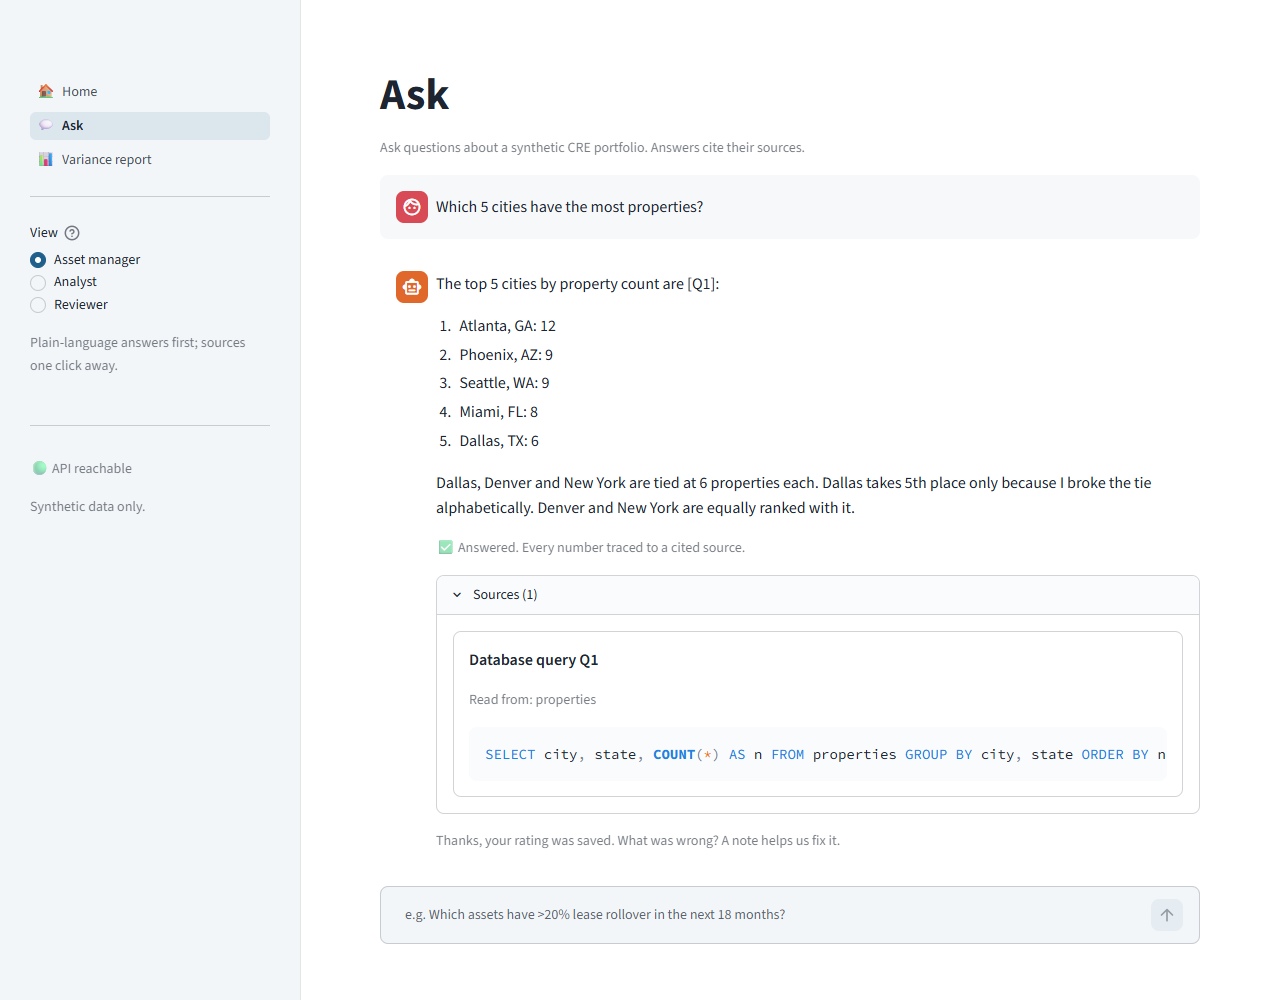 Home
Ask
Variance report
View
Asset manager
Analyst
Reviewer
Plain-language answers first; sources
one click away.
API reachable
Synthetic data only.
Ask
Ask questions about a synthetic CRE portfolio. Answers cite their sources.
Which 5 cities have the most properties?
The top 5 cities by property count are [Q1]:
1. Atlanta, GA: 12
2. Phoenix, AZ: 9
3. Seattle, WA: 9
4. Miami, FL: 8
5. Dallas, TX: 6
Dallas, Denver and New York are tied at 6 properties each. Dallas takes 5th place only because I broke the tie
alphabetically. Denver and New York are equally ranked with it.
Answered. Every number traced to a cited source.
Sources (1)
Database query Q1
Read from: properties
SELECT city, state, COUNT(*) AS n FROM properties GROUP BY city, state ORDER BY n
Thanks, your rating was saved. What was wrong? A note helps us fix it.
e.g. Which assets have >20% lease rollover in the next 18 months?